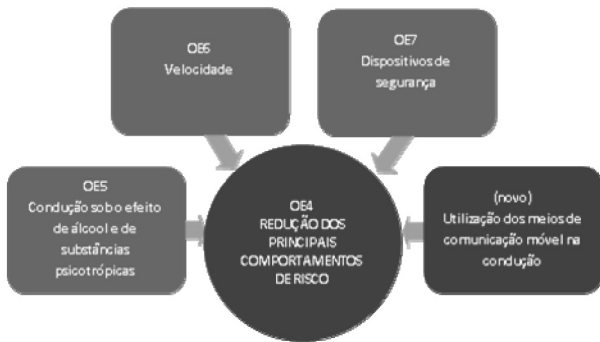 OE6
Velocidade
OE7
Dispositivos de
segurança
OE5
Condução sob o efeito
de álcool e de
substâncias
psicotrópicas
OE4
REDUÇÃO DOS
PRINCIPAIS
COMPORTAMENTOS
DE RISCO
(novo)
Utilização dos meios de
comunicação móvel na
condução